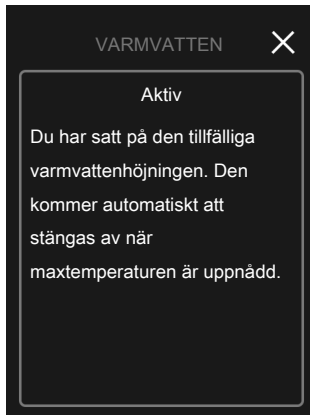 VARMVATTEN
Aktiv
Du har satt på den tillfälliga
varmvattenhöjningen. Den
kommer automatiskt att
stängas av när
maxtemperaturen är uppnådd.